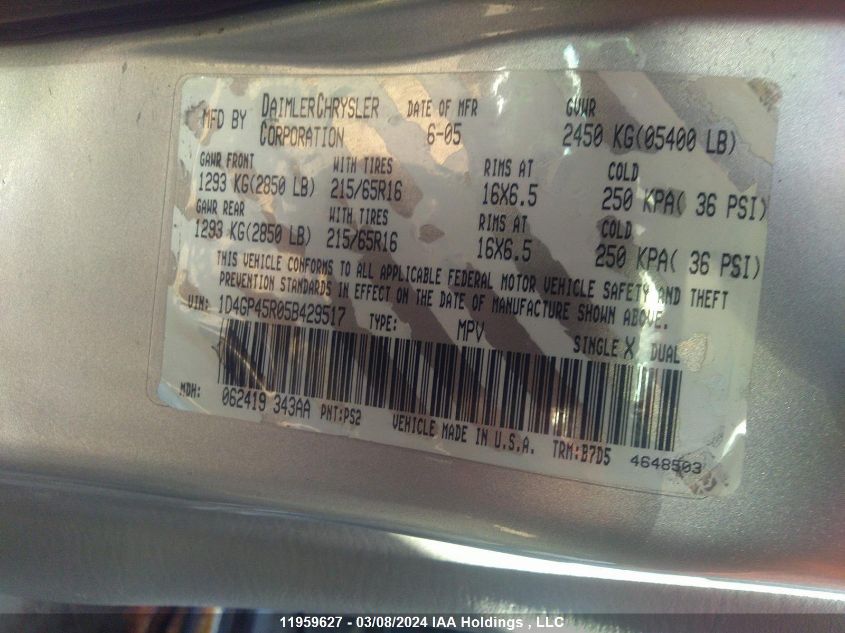 MFD BY DAIMLERCHRYSLER CORPORATION DATE OF MFR 6-05 GVWR 2450 KG(05400 LB)
GAWR FRONT WITH TIRES RIMS AT COLD
1293 KG(2850 LB) 215/65R16 16X6.5 250 KPA( 36 PSI)
GAWR REAR WITH TIRES RIMS AT COLD
1293 KG(2850 LB) 215/65R16 16X6.5 250 KPA( 36 PSI)
THIS VEHICLE CONFORMS TO ALL APPLICABLE FEDERAL MOTOR VEHICLE SAFETY AND THEFT
PREVENTION STANDARDS IN EFFECT ON THE DATE OF MANUFACTURE SHOWN ABOVE.
VIN: 1D4GP45R05B429517 TYPE: MPV SINGLE X DUAL
MDH: 062419 343AA PNT:PS2 VEHICLE MADE IN U.S.A. TRM:B7D5 4648503
11959627 - 03/08/2024 IAA Holdings , LLC